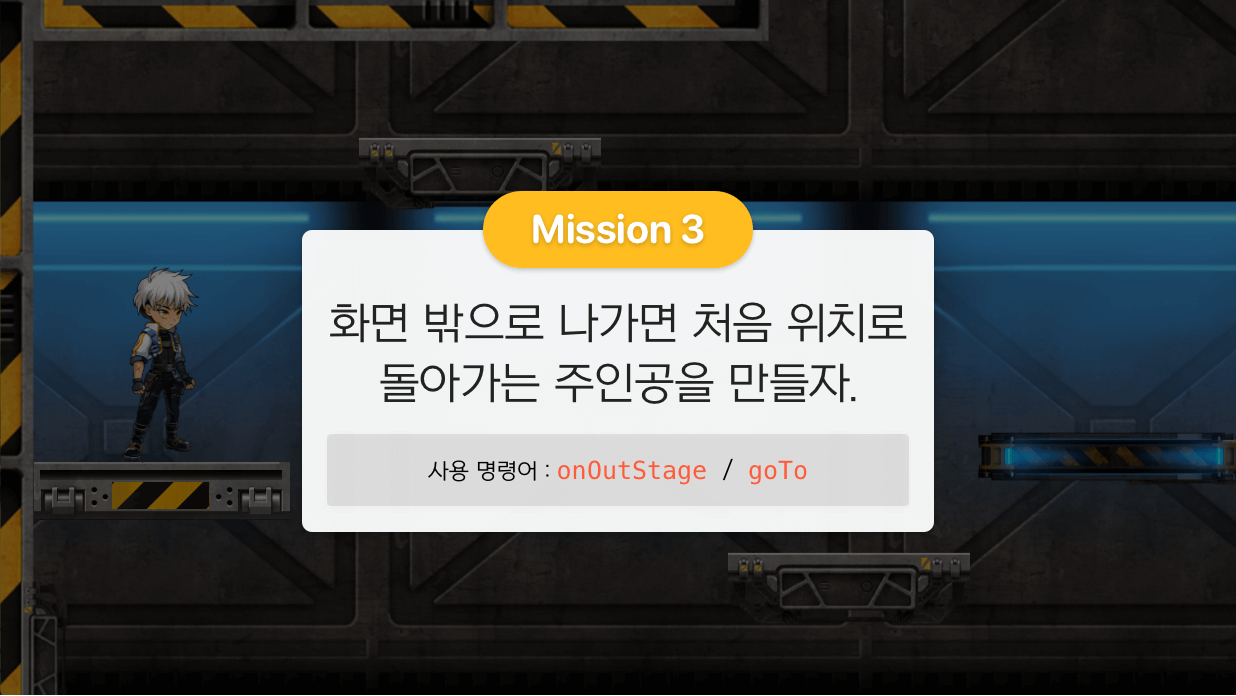 Mission 3
화면 밖으로 나가면 처음 위치로
돌아가는 주인공을 만들자.
사용 명령어 : onOutStage / goTo